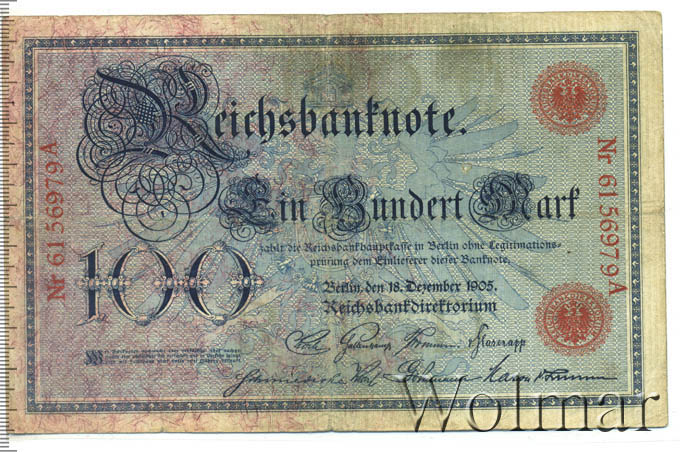 Reichsbanknote.
Ein Hundert Mark
zahlt die Reichsbankhauptkasse in Berlin ohne Legitimations-
prüfung dem Einlieferer dieser Banknote.
Berlin, den 18. Dezember 1905.
Reichsbankdirektorium
100
Nr 6156979A
Nr 6156979A
Wolmar